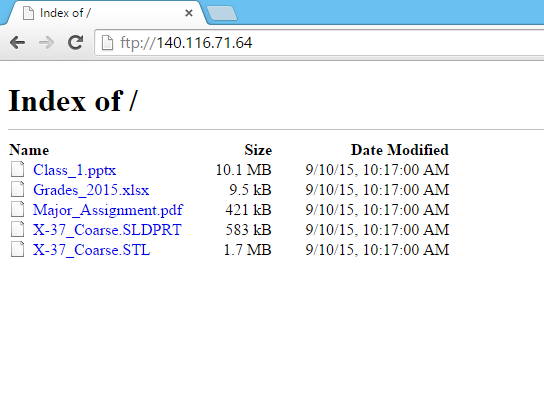 Index of /
ftp://140.116.71.64
Index of /
Name Size Date Modified
Class_1.pptx 10.1 MB 9/10/15, 10:17:00 AM
Grades_2015.xlsx 9.5 kB 9/10/15, 10:17:00 AM
Major_Assignment.pdf 421 kB 9/10/15, 10:17:00 AM
X-37_Coarse.SLDPRT 583 kB 9/10/15, 10:17:00 AM
X-37_Coarse.STL 1.7 MB 9/10/15, 10:17:00 AM